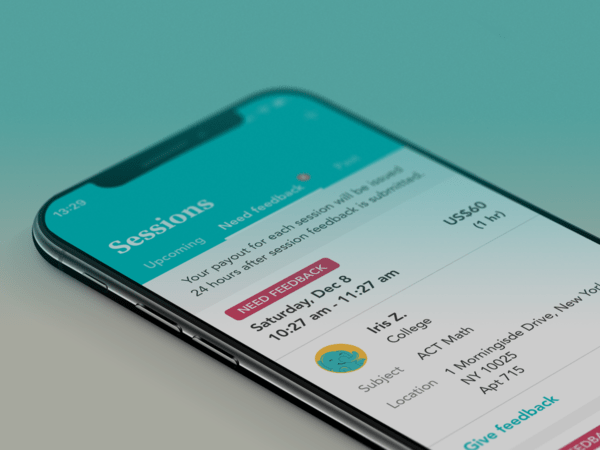 13:29
Sessions
Upcoming
Need feedback
Past
Your payout for each session will be issued
24 hours after session feedback is submitted.
NEED FEEDBACK
US$60
(1 hr)
Saturday, Dec 8
10:27 am - 11:27 am
Iris Z.
College
Subject
ACT Math
Location
1 Morningisde Drive, New York
NY 10025
Apt 715
Give feedback